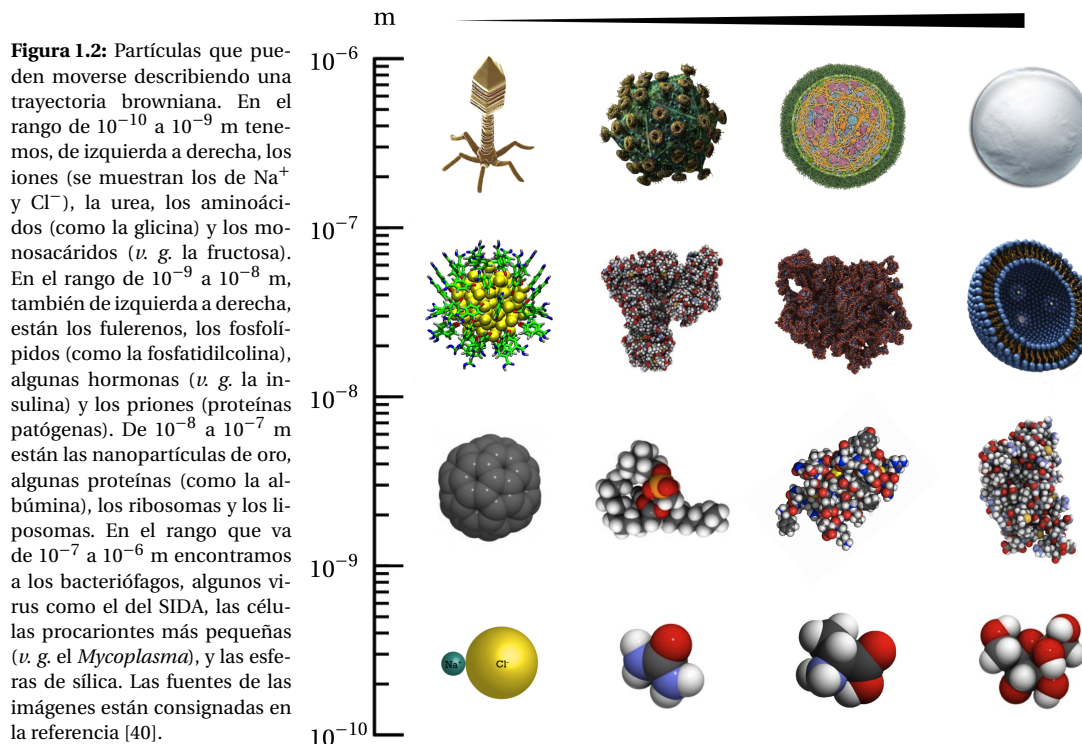 Figura 1.2: Partículas que pue-
den moverse describiendo una
trayectoria browniana. En el
rango de 10⁻¹⁰ a 10⁻⁹ m tene-
mos, de izquierda a derecha, los
iones (se muestran los de Na⁺
y Cl⁻), la urea, los aminoáci-
dos (como la glicina) y los mo-
nosacáridos (v. g. la fructosa).
En el rango de 10⁻⁹ a 10⁻⁸ m,
también de izquierda a derecha,
están los fulerenos, los fosfolí-
pidos (como la fosfatidilcolina),
algunas hormonas (v. g. la in-
sulina) y los priones (proteínas
patógenas). De 10⁻⁸ a 10⁻⁷ m
están las nanopartículas de oro,
algunas proteínas (como la al-
búmina), los ribosomas y los li-
posomas. En el rango que va
de 10⁻⁷ a 10⁻⁶ m encontramos
a los bacteriófagos, algunos vi-
rus como el del SIDA, las célu-
las procariontes más pequeñas
(v. g. el Mycoplasma), y las esfe-
ras de sílica. Las fuentes de las
imágenes están consignadas en
la referencia [40].
m
10⁻⁶
10⁻⁷
10⁻⁸
10⁻⁹
10⁻¹⁰
Na⁺
Cl⁻